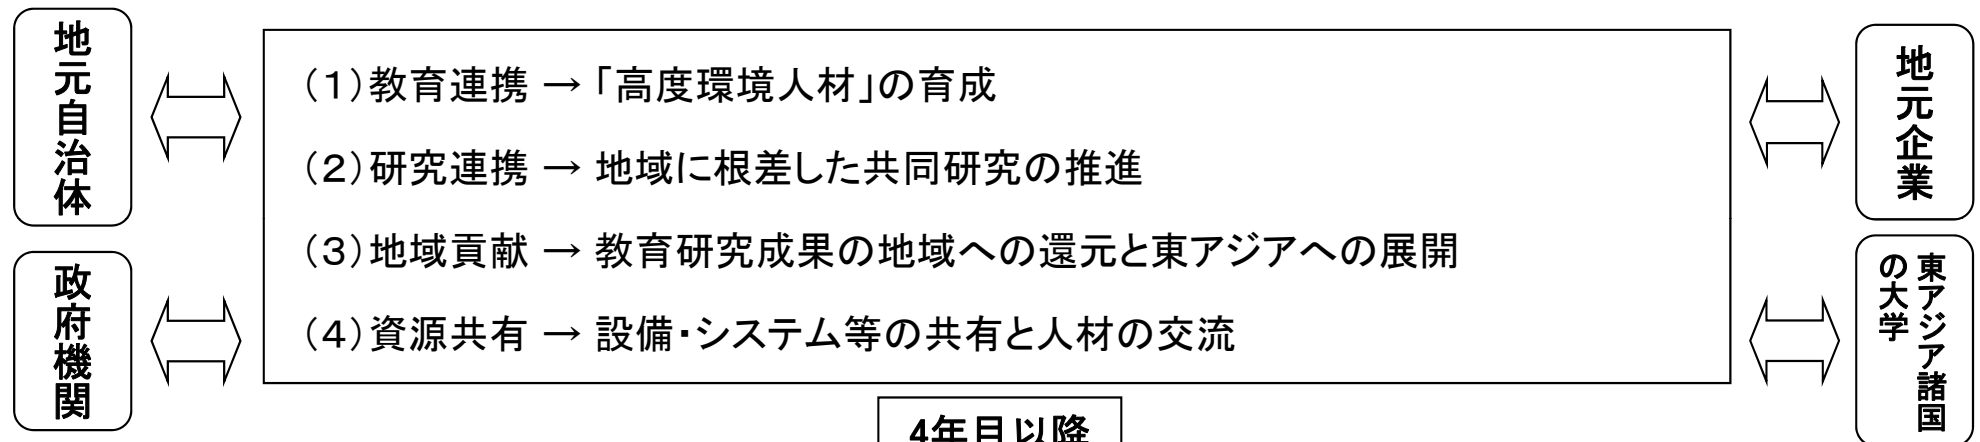 地元自治体
政府機関
(1)教育連携 → 「高度環境人材」の育成
(2)研究連携 → 地域に根差した共同研究の推進
(3)地域貢献 → 教育研究成果の地域への還元と東アジアへの展開
(4)資源共有 → 設備・システム等の共有と人材の交流
地元企業
東アジア諸国
の大学
4年目以降